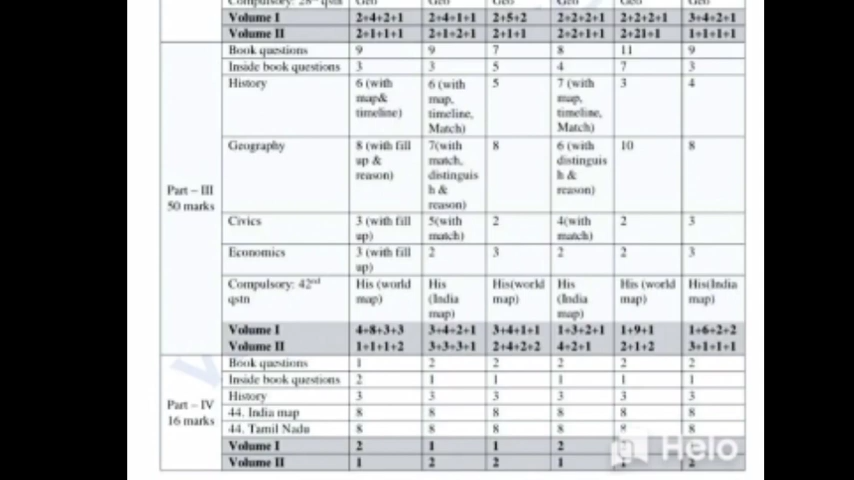 Compulsory: 28th qstn Geo Geo Geo Geo Geo Geo
Volume I 2+4+2+1 2+4+1+1 2+5+2 2+2+2+1 2+2+2+1 3+4+2+1
Volume II 2+1+1+1 2+1+2+1 2+1+1 2+2+1+1 2+21+1 1+1+1+1
Part – III
50 marks
Book questions 9 9 7 8 11 9
Inside book questions 3 3 5 4 7 3
History 6 (with map& timeline) 6 (with map, timeline, Match) 5 7 (with map, timeline, Match) 3 4
Geography 8 (with fill up & reason) 7(with match, distinguis h & reason) 8 6 (with distinguis h & reason) 10 8
Civics 3 (with fill up) 5(with match) 2 4(with match) 2 3
Economics 3 (with fill up) 2 3 2 2 3
Compulsory: 42nd qstn His (world map) His (India map) His(world map) His (India map) His (world map) His(India map)
Volume I 4+8+3+3 3+4+2+1 3+4+1+1 1+3+2+1 1+9+1 1+6+2+2
Volume II 1+1+1+2 3+3+3+1 2+4+2+2 4+2+1 2+1+2 3+1+1+1
Part – IV
16 marks
Book questions 1 2 2 2 2 2
Inside book questions 2 1 1 1 1 1
History 3 3 3 3 3 3
44. India map 8 8 8 8 8 8
44. Tamil Nadu 8 8 8 8 8 8
Volume I 2 1 1 2
Volume II 1 2 2 1 2
Helo